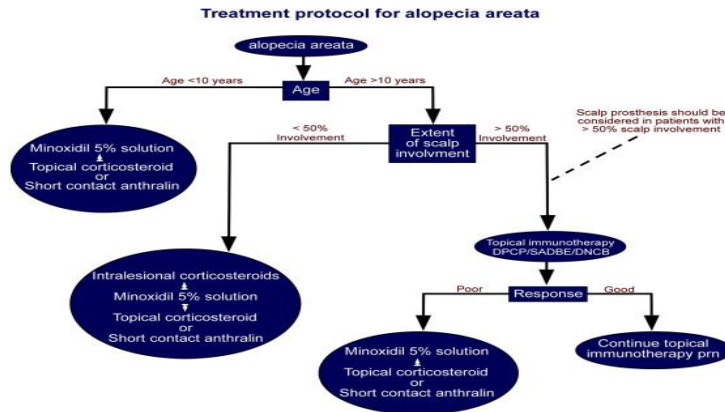 Treatment protocol for alopecia areata
alopecia areata
Age <10 years
Age >10 years
Age
Minoxidil 5% solution
Topical corticosteroid
or
Short contact anthralin
< 50%
Involvement
Extent
of scalp
involvment
> 50%
Involvement
Scalp prosthesis should be
considered in patients with
> 50% scalp involvement
Intralesional corticosteroids
Minoxidil 5% solution
Topical corticosteroid
or
Short contact anthralin
Topical immunotherapy
DPCP/SADBE/DNCB
Poor
Response
Good
Minoxidil 5% solution
Topical corticosteroid
or
Short contact anthralin
Continue topical
immunotherapy prn